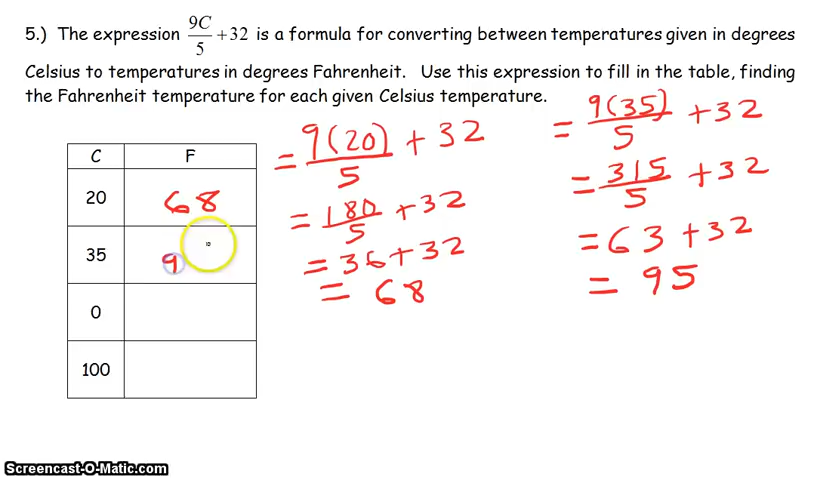 5.) The expression 9C/5 +32 is a formula for converting between temperatures given in degrees
Celsius to temperatures in degrees Fahrenheit. Use this expression to fill in the table, finding
the Fahrenheit temperature for each given Celsius temperature.
C F
20 68
35 9
0
100
= 9(20)/5 + 32
= 180/5 + 32
= 36 + 32
= 68
= 9(35)/5 + 32
= 315/5 + 32
= 63 + 32
= 95
Screencast-O-Matic.com